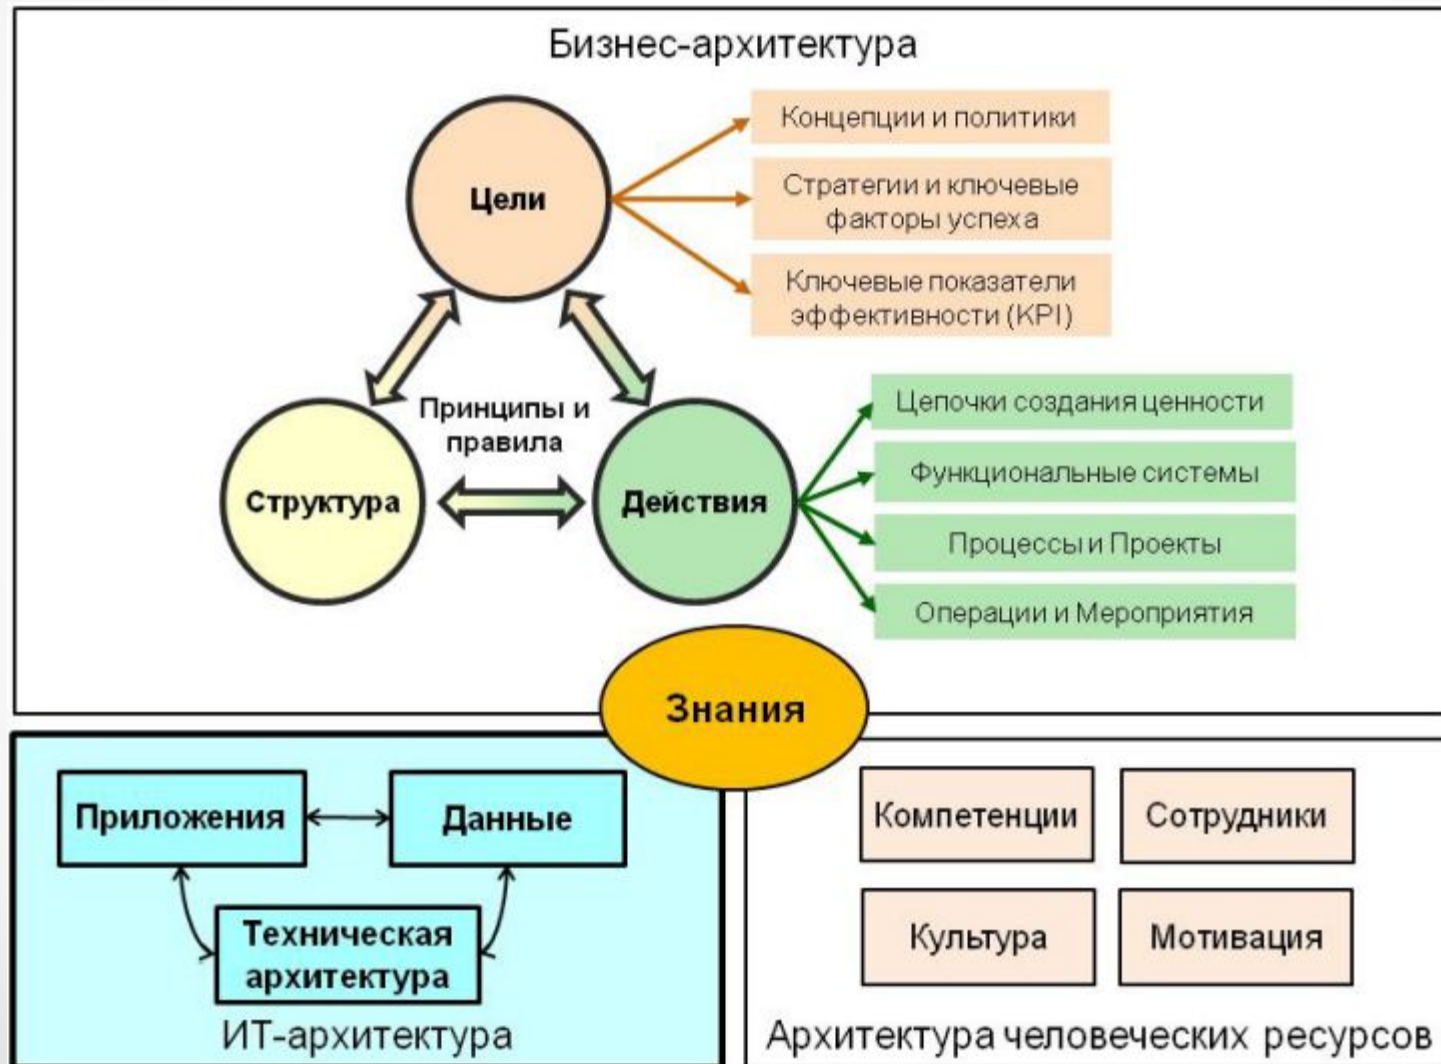 Бизнес-архитектура
Цели
Концепции и политики
Стратегии и ключевые
факторы успеха
Ключевые показатели
эффективности (KPI)
Принципы и
правила
Структура
Действия
Цепочки создания ценности
Функциональные системы
Процессы и Проекты
Операции и Мероприятия
Знания
Приложения
Данные
Техническая
архитектура
ИТ-архитектура
Компетенции
Сотрудники
Культура
Мотивация
Архитектура человеческих ресурсов